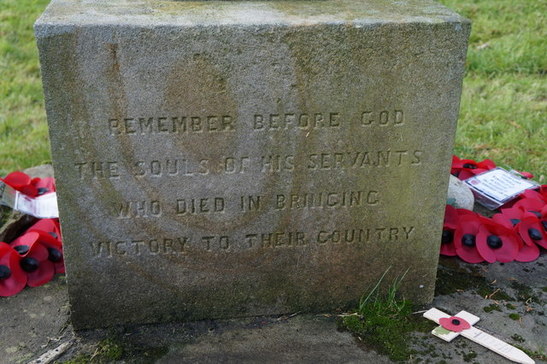 REMEMBER BEFORE GOD
THE SOULS OF HIS SERVANTS
WHO DIED IN BRINGING
VICTORY TO THEIR COUNTRY